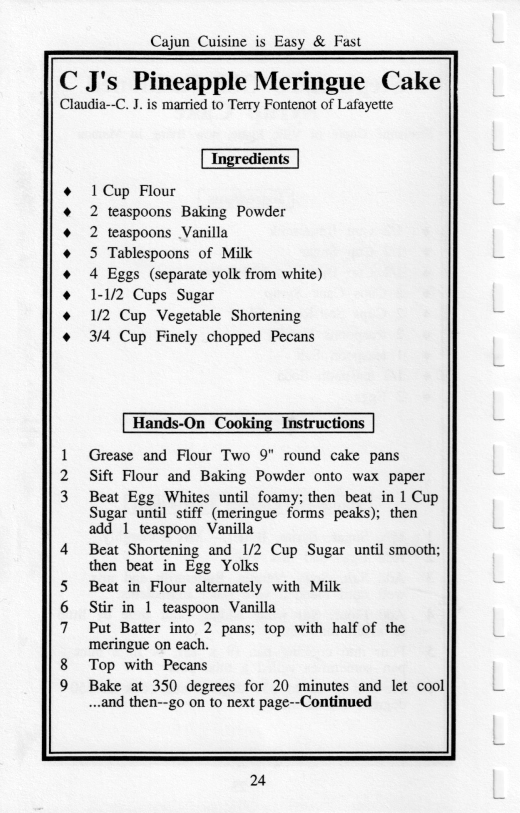 Cajun Cuisine is Easy & Fast
C J's Pineapple Meringue Cake
Claudia--C. J. is married to Terry Fontenot of Lafayette
Ingredients
♦ 1 Cup Flour
♦ 2 teaspoons Baking Powder
♦ 2 teaspoons Vanilla
♦ 5 Tablespoons of Milk
♦ 4 Eggs (separate yolk from white)
♦ 1-1/2 Cups Sugar
♦ 1/2 Cup Vegetable Shortening
♦ 3/4 Cup Finely chopped Pecans
Hands-On Cooking Instructions
1 Grease and Flour Two 9" round cake pans
2 Sift Flour and Baking Powder onto wax paper
3 Beat Egg Whites until foamy; then beat in 1 Cup
Sugar until stiff (meringue forms peaks); then
add 1 teaspoon Vanilla
4 Beat Shortening and 1/2 Cup Sugar until smooth;
then beat in Egg Yolks
5 Beat in Flour alternately with Milk
6 Stir in 1 teaspoon Vanilla
7 Put Batter into 2 pans; top with half of the
meringue on each.
8 Top with Pecans
9 Bake at 350 degrees for 20 minutes and let cool
...and then--go on to next page--Continued
24